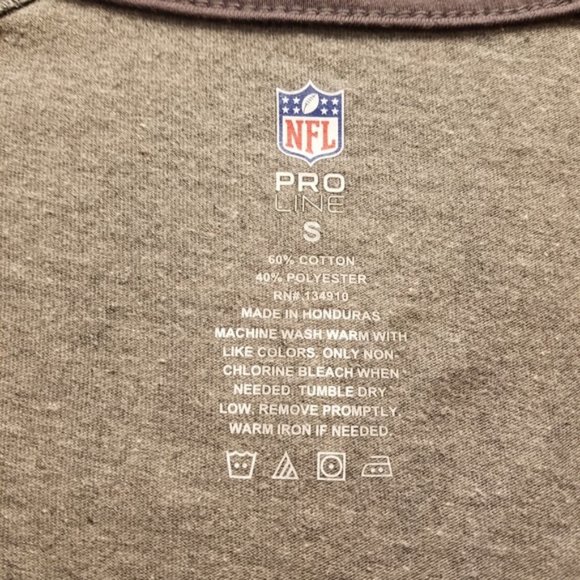 NFL
PRO
LINE
S
60% COTTON
40% POLYESTER
RN# 134910
MADE IN HONDURAS
MACHINE WASH WARM WITH
LIKE COLORS. ONLY NON-
CHLORINE BLEACH WHEN
NEEDED. TUMBLE DRY
LOW. REMOVE PROMPTLY.
WARM IRON IF NEEDED.